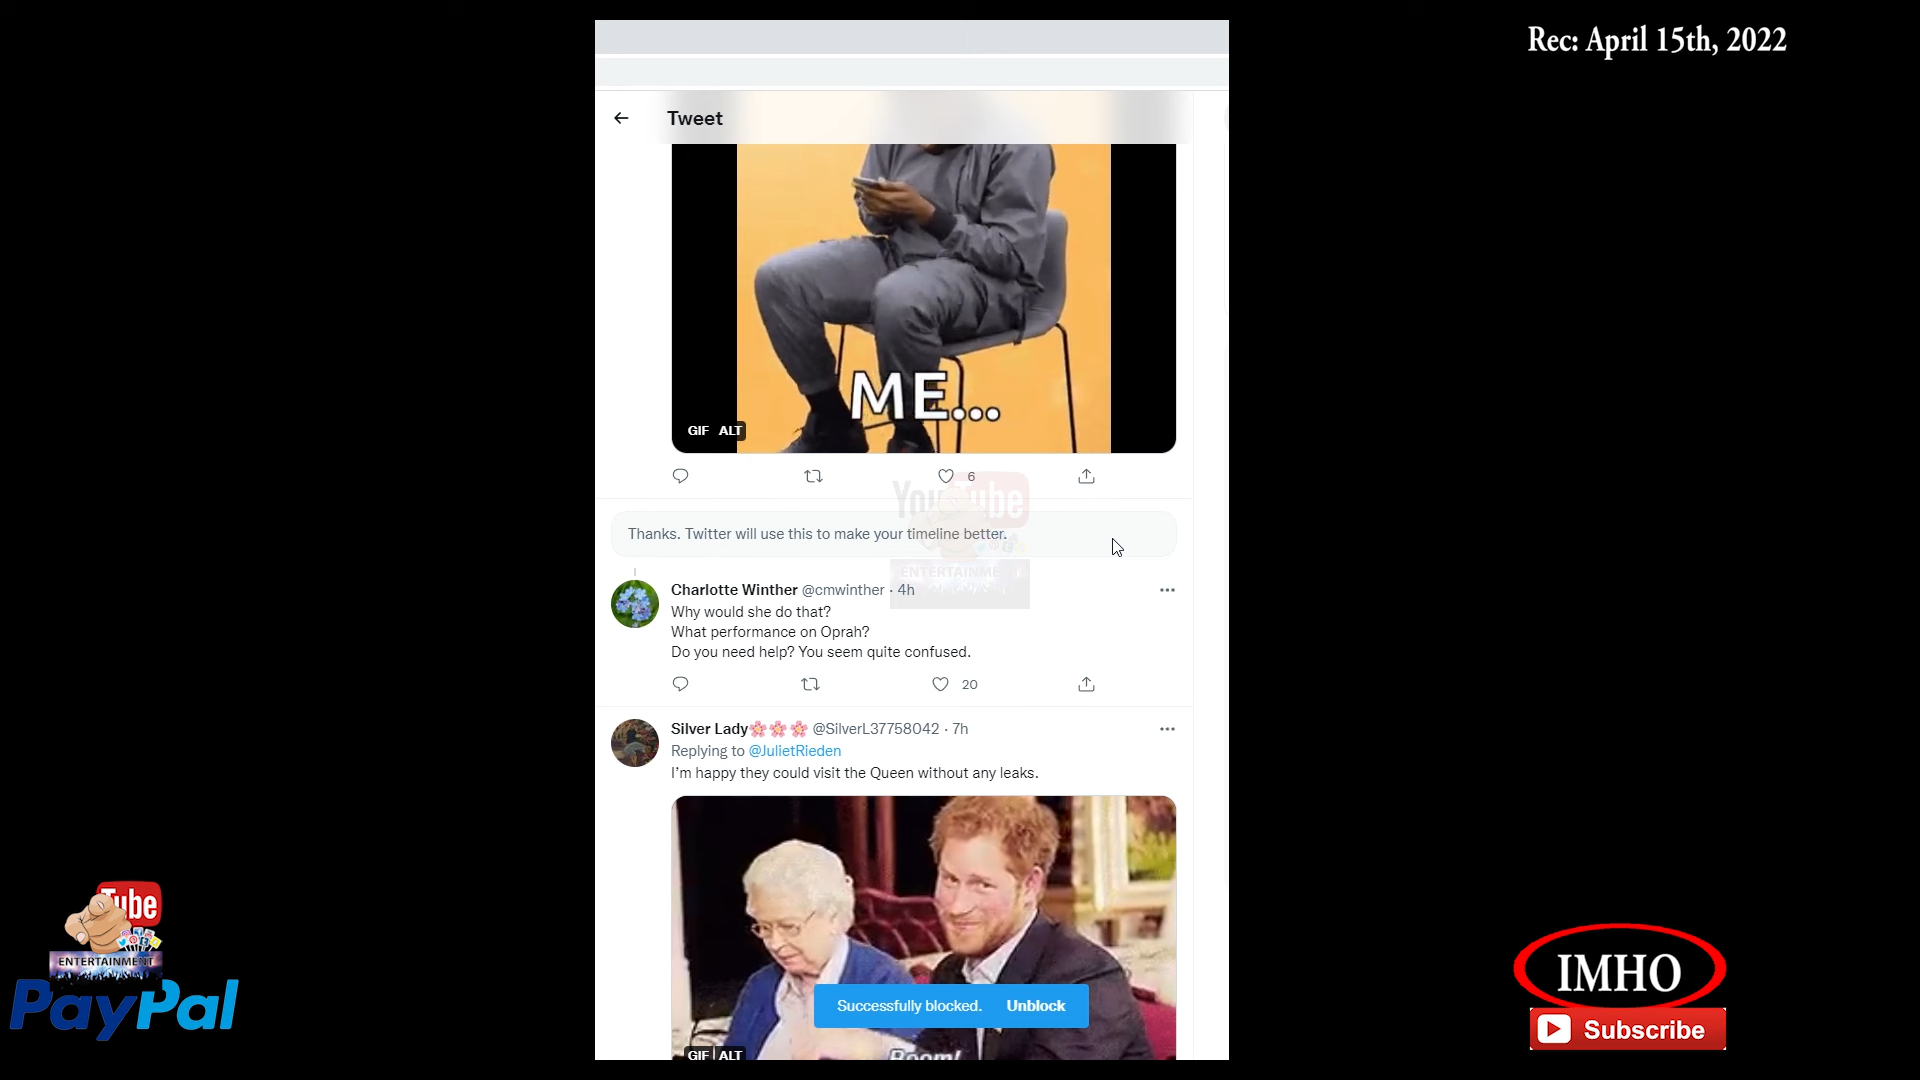 Rec: April 15th, 2022
Tweet
ME...
GIF ALT
6
YouTube
Thanks. Twitter will use this to make your timeline better.
ENTERTAINMENT
Charlotte Winther @cmwinther · 4h
Why would she do that?
What performance on Oprah?
Do you need help? You seem quite confused.
20
Silver Lady🌸🌸🌸 @SilverL37758042 · 7h
Replying to @JulietRieden
I'm happy they could visit the Queen without any leaks.
Successfully blocked. Unblock
GIF ALT
Boom!
Tube
ENTERTAINMENT
PayPal
IMHO
Subscribe